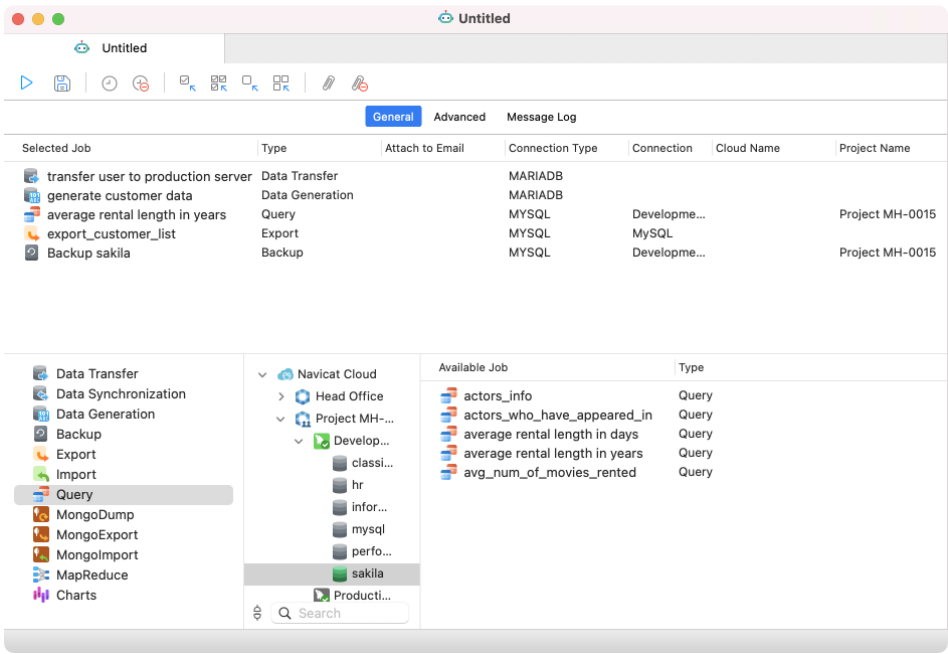 Untitled
Untitled
General Advanced Message Log
Selected Job Type Attach to Email Connection Type Connection Cloud Name Project Name
transfer user to production server Data Transfer MARIADB
generate customer data Data Generation MARIADB
average rental length in years Query MYSQL Developme... Project MH-0015
export_customer_list Export MYSQL MySQL
Backup sakila Backup MYSQL Developme... Project MH-0015
Data Transfer
Data Synchronization
Data Generation
Backup
Export
Import
Query
MongoDump
MongoExport
MongoImport
MapReduce
Charts
Navicat Cloud
Head Office
Project MH-...
Develop...
classi...
hr
infor...
mysql
perfo...
sakila
Producti...
Search
Available Job Type
actors_info Query
actors_who_have_appeared_in Query
average rental length in days Query
average rental length in years Query
avg_num_of_movies_rented Query